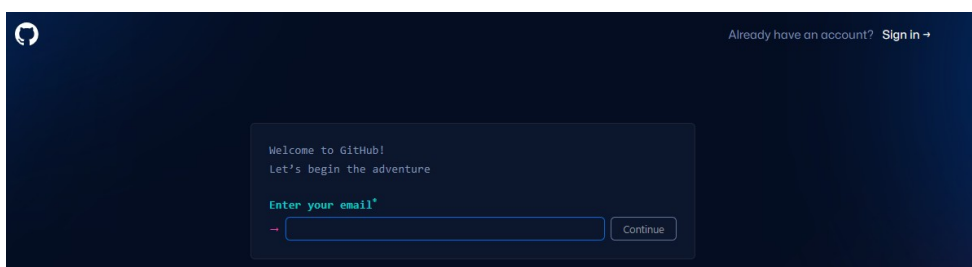 Already have an account? Sign in →
Welcome to GitHub!
Let's begin the adventure
Enter your email*
→ Continue